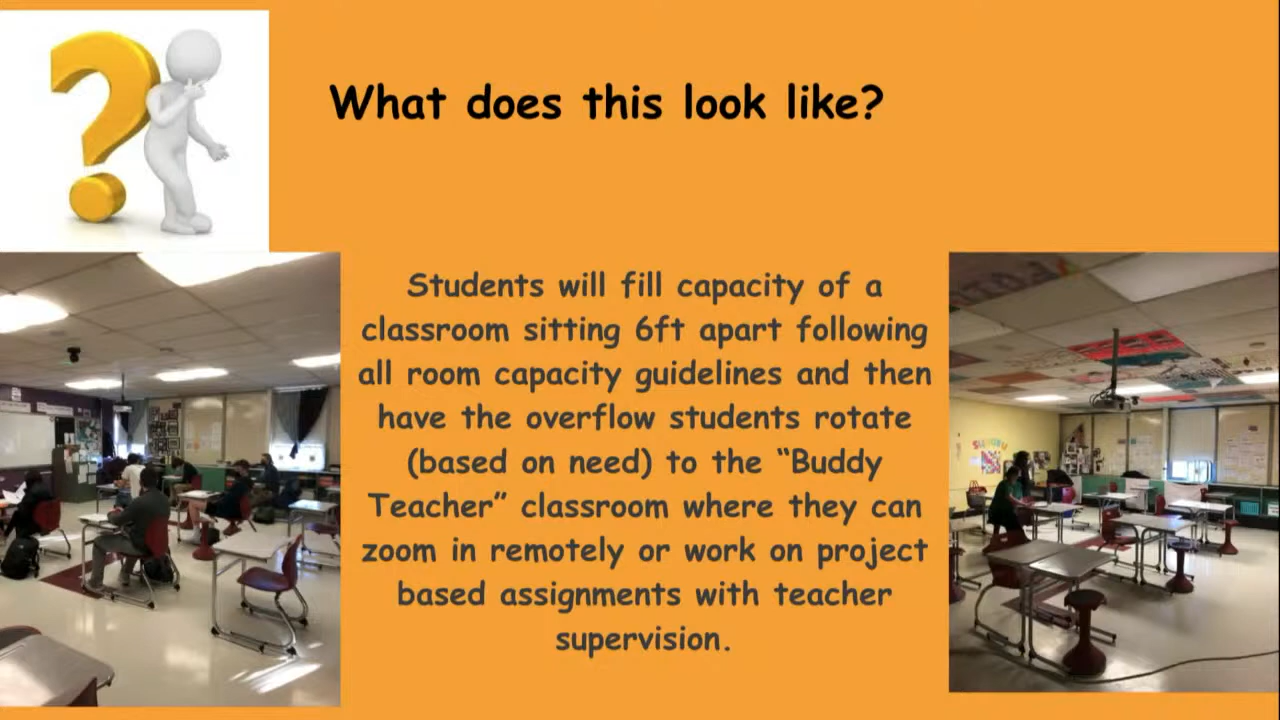 What does this look like?
Students will fill capacity of a
classroom sitting 6ft apart following
all room capacity guidelines and then
have the overflow students rotate
(based on need) to the “Buddy
Teacher” classroom where they can
zoom in remotely or work on project
based assignments with teacher
supervision.